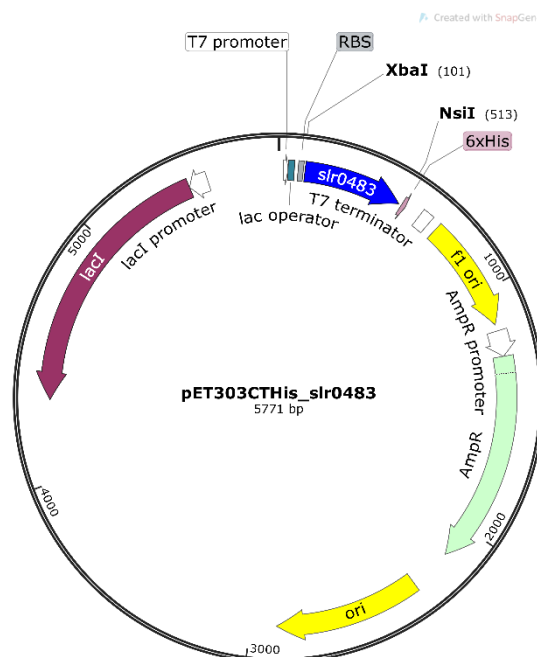 Created with SnapGen
T7 promoter
RBS
XbaI (101)
NsiI (513)
6xHis
slr0483
T7 terminator
lac operator
lacI promoter
lacI
f1 ori
AmpR promoter
AmpR
ori
1000
2000
3000
4000
5000
pET303CTHis_slr0483
5771 bp